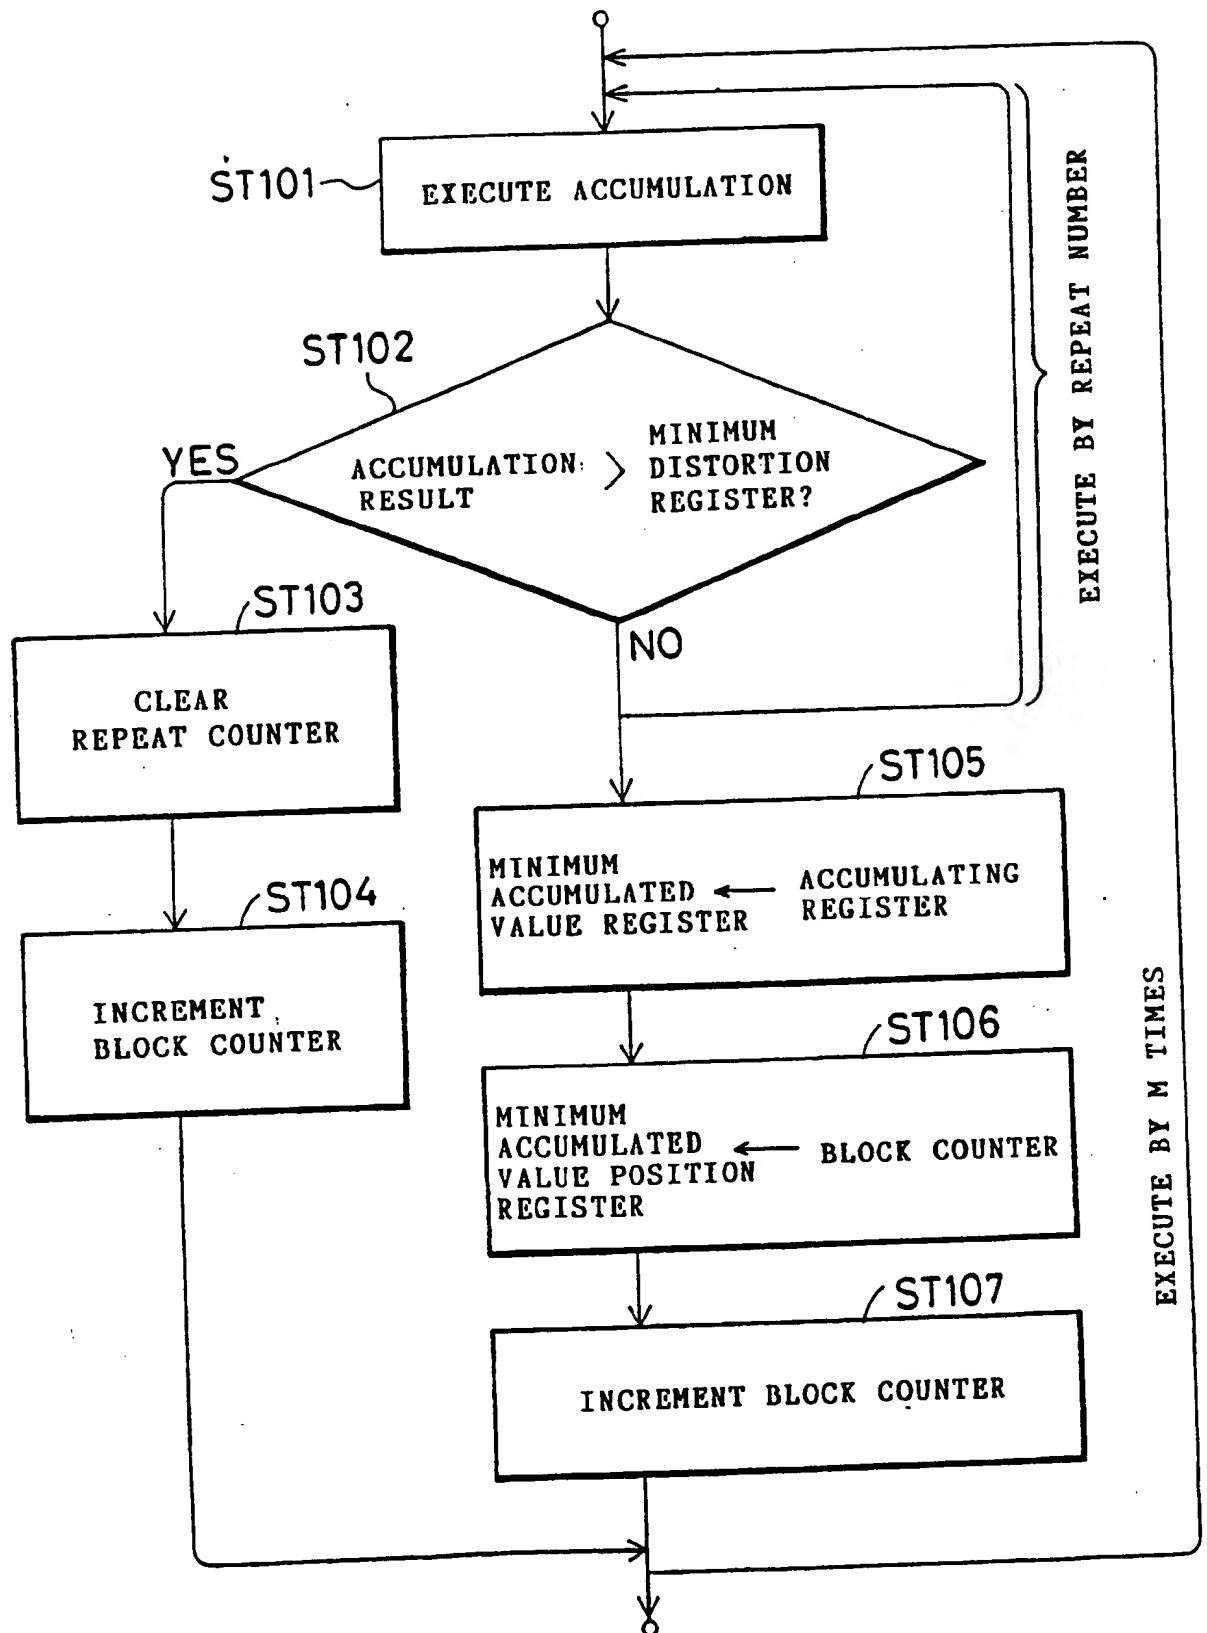 ST101
EXECUTE ACCUMULATION
ST102
YES
ACCUMULATION
RESULT
>
MINIMUM
DISTORTION
REGISTER?
NO
EXECUTE BY REPEAT NUMBER
ST103
CLEAR
REPEAT COUNTER
ST104
INCREMENT
BLOCK COUNTER
ST105
MINIMUM
ACCUMULATED
VALUE REGISTER
←
ACCUMULATING
REGISTER
ST106
MINIMUM
ACCUMULATED
VALUE POSITION
REGISTER
←
BLOCK COUNTER
ST107
INCREMENT BLOCK COUNTER
EXECUTE BY M TIMES